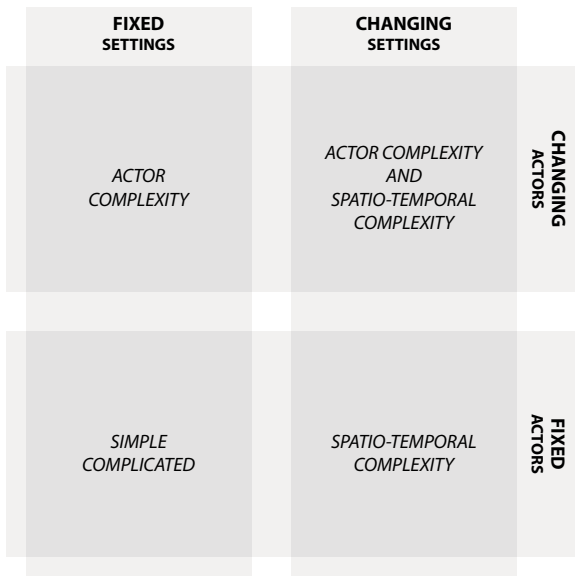 FIXED
SETTINGS
CHANGING
SETTINGS
ACTOR
COMPLEXITY
ACTOR COMPLEXITY
AND
SPATIO-TEMPORAL
COMPLEXITY
CHANGING
ACTORS
SIMPLE
COMPLICATED
SPATIO-TEMPORAL
COMPLEXITY
FIXED
ACTORS